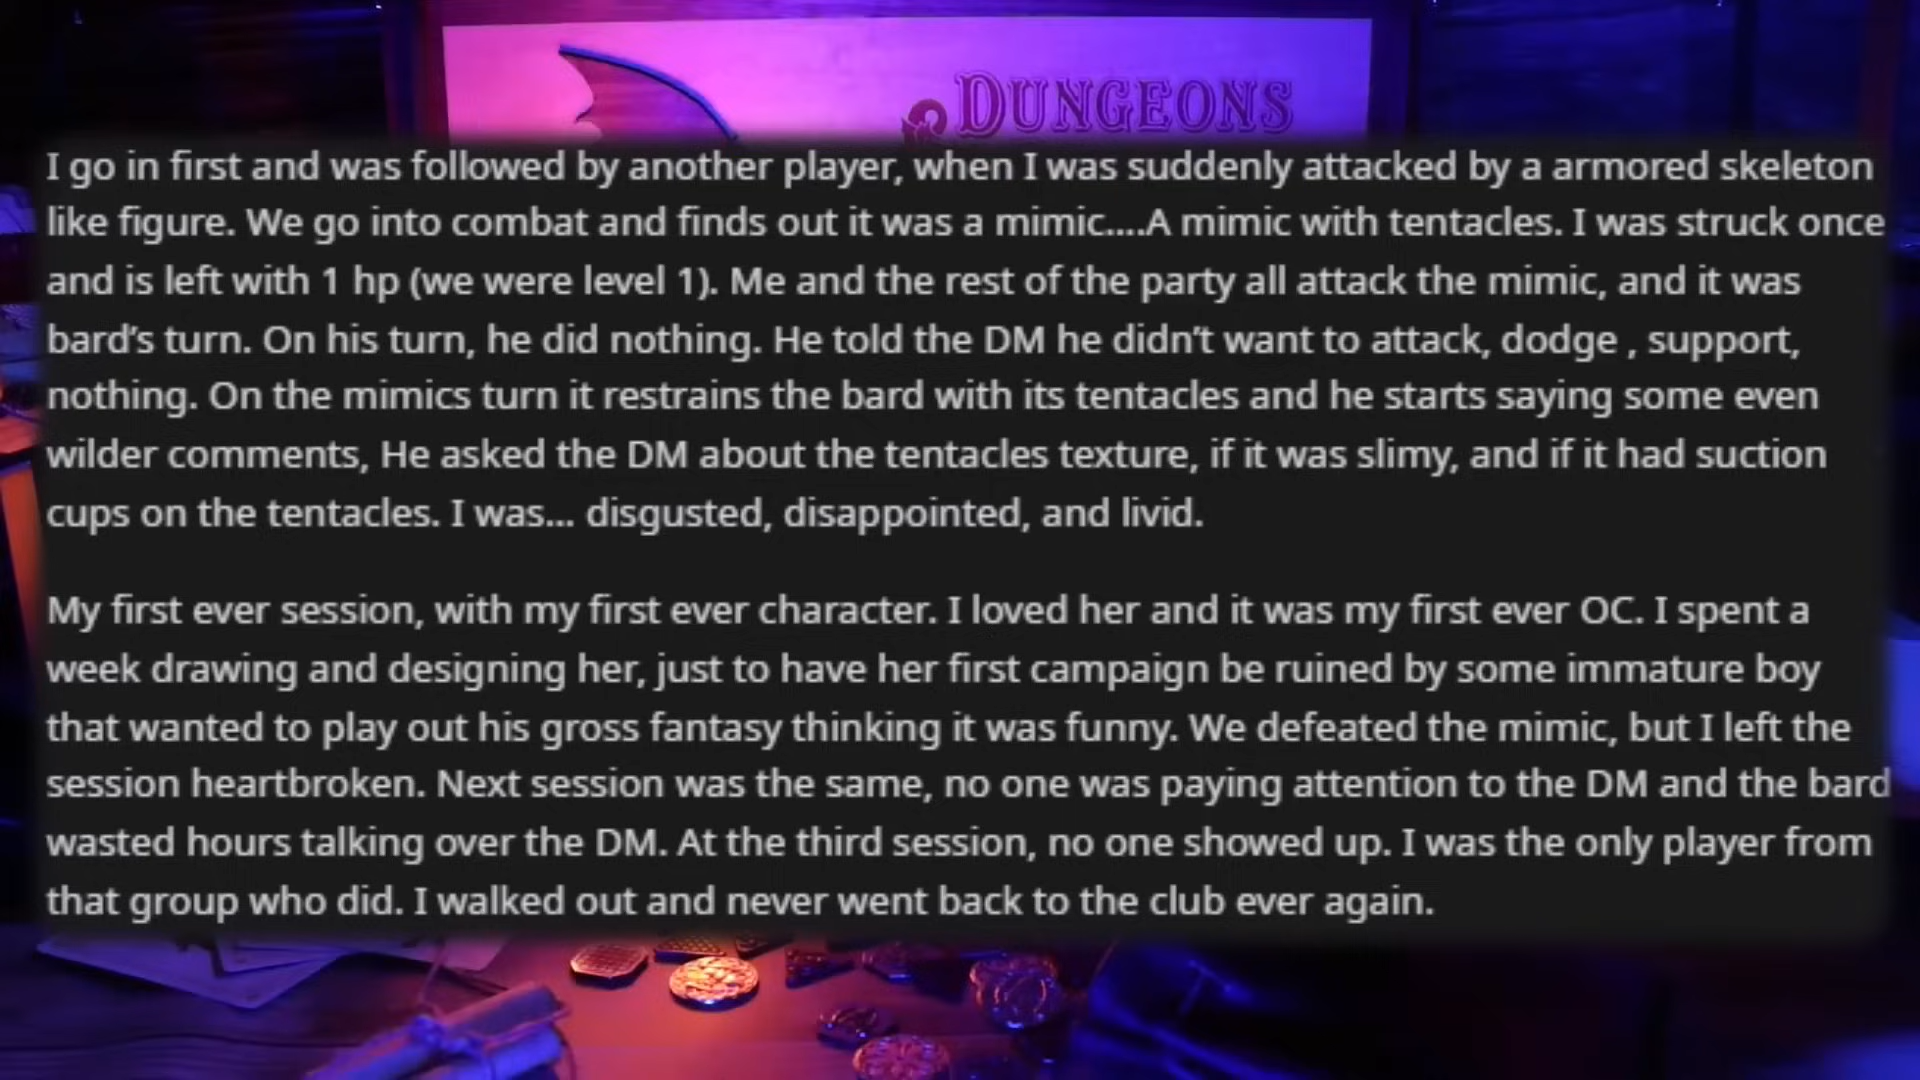 DUNGEONS
I go in first and was followed by another player, when I was suddenly attacked by a armored skeleton
like figure. We go into combat and finds out it was a mimic....A mimic with tentacles. I was struck once
and is left with 1 hp (we were level 1). Me and the rest of the party all attack the mimic, and it was
bard’s turn. On his turn, he did nothing. He told the DM he didn’t want to attack, dodge , support,
nothing. On the mimics turn it restrains the bard with its tentacles and he starts saying some even
wilder comments, He asked the DM about the tentacles texture, if it was slimy, and if it had suction
cups on the tentacles. I was... disgusted, disappointed, and livid.
My first ever session, with my first ever character. I loved her and it was my first ever OC. I spent a
week drawing and designing her, just to have her first campaign be ruined by some immature boy
that wanted to play out his gross fantasy thinking it was funny. We defeated the mimic, but I left the
session heartbroken. Next session was the same, no one was paying attention to the DM and the bard
wasted hours talking over the DM. At the third session, no one showed up. I was the only player from
that group who did. I walked out and never went back to the club ever again.